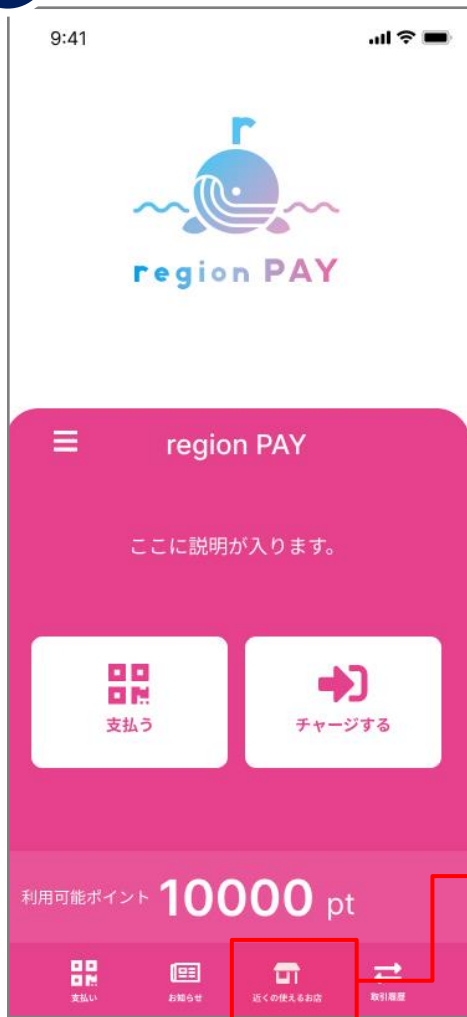 9:41
r
region PAY
region PAY
ここに説明が入ります。
支払う
チャージする
利用可能ポイント 10000 pt
支払い
お知らせ
近くの使えるお店
取引履歴